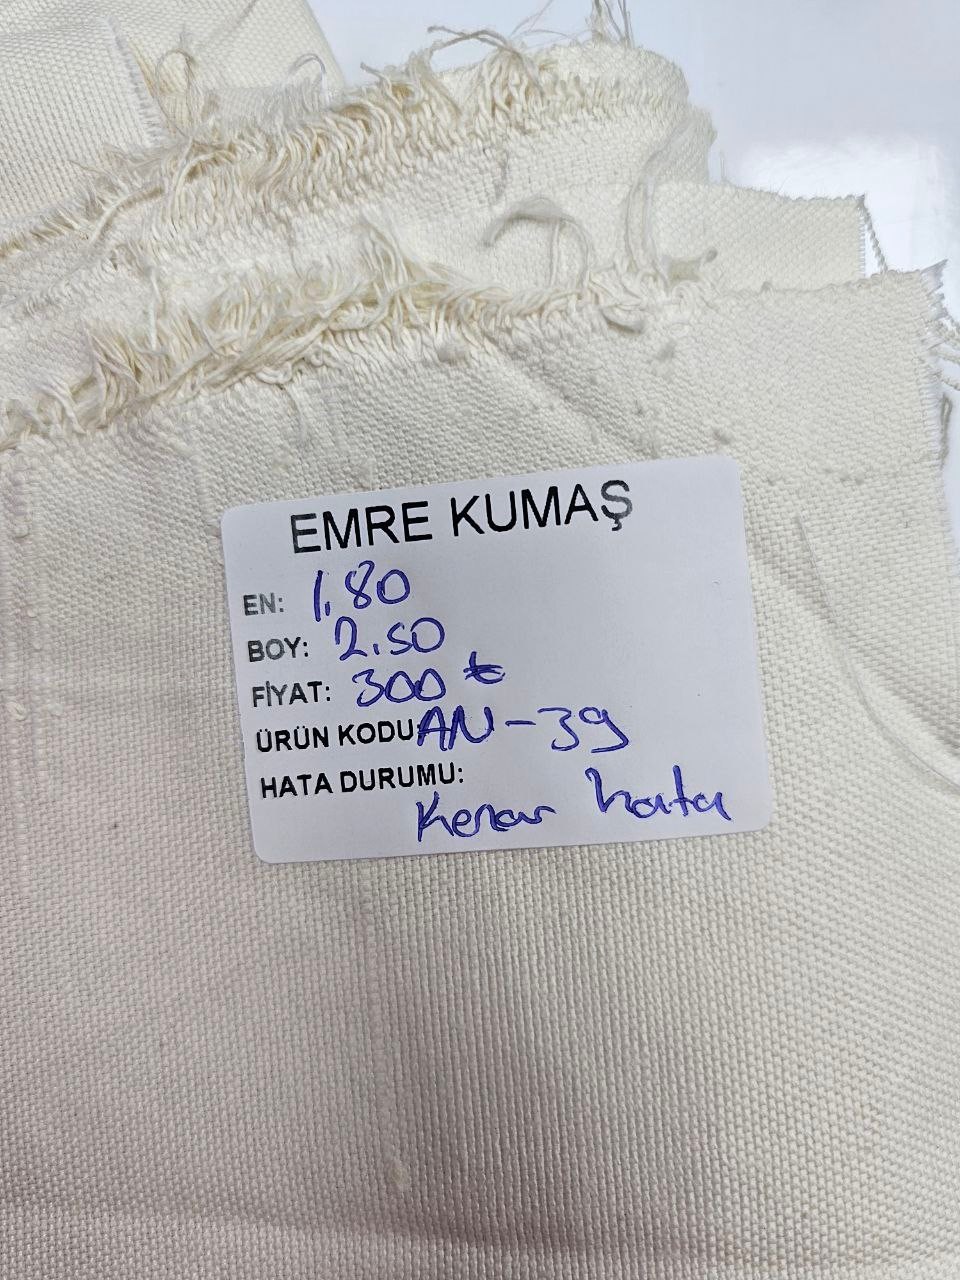 EMRE KUMAŞ
EN: 1.80
BOY: 2.50
FİYAT: 300 ₺
ÜRÜN KODU: AN-39
HATA DURUMU:
Kenar hata